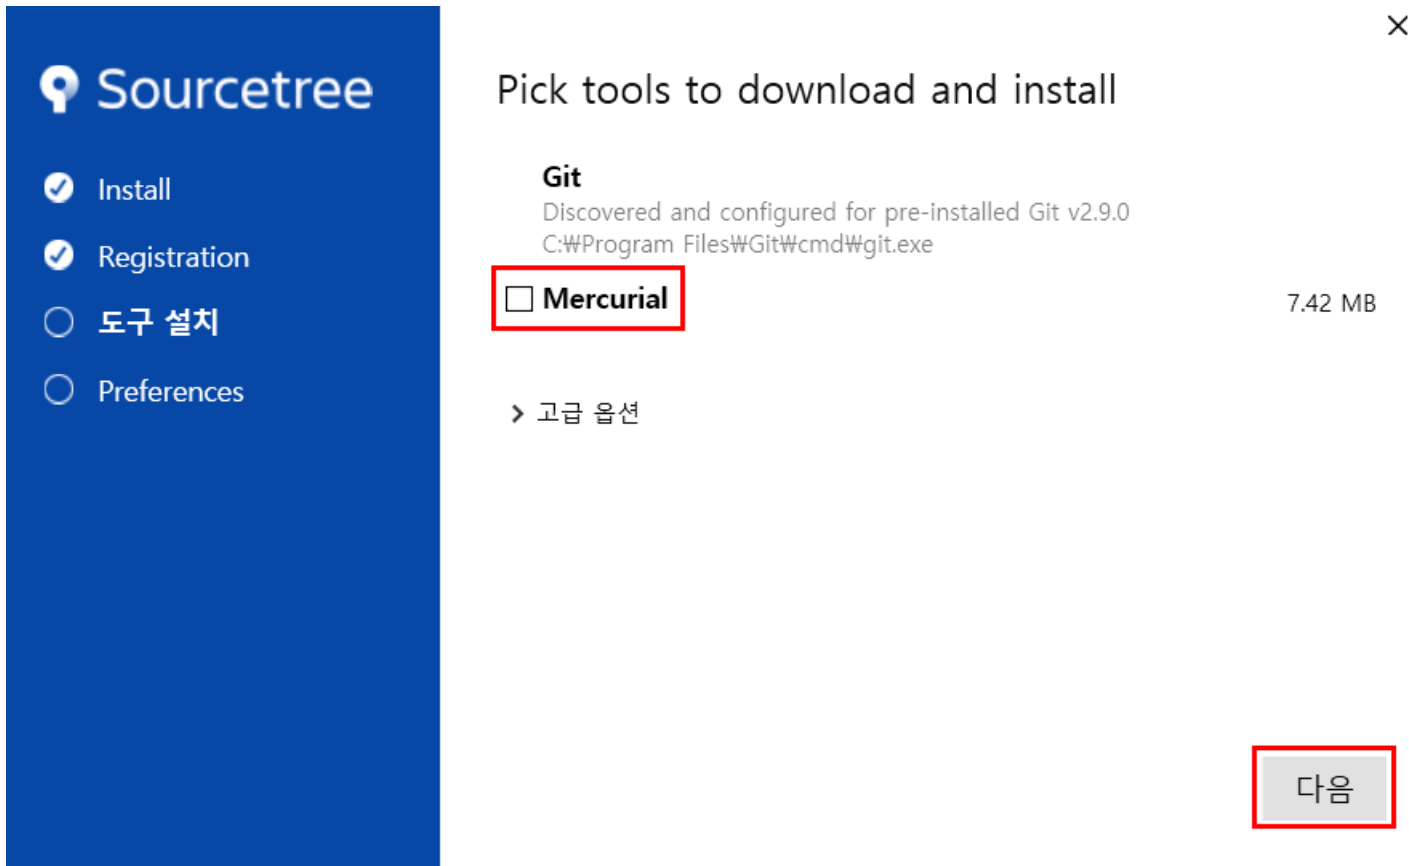 Sourcetree
Install
Registration
도구 설치
Preferences
Pick tools to download and install
Git
Discovered and configured for pre-installed Git v2.9.0
C:₩Program Files₩Git₩cmd₩git.exe
Mercurial
7.42 MB
고급 옵션
다음